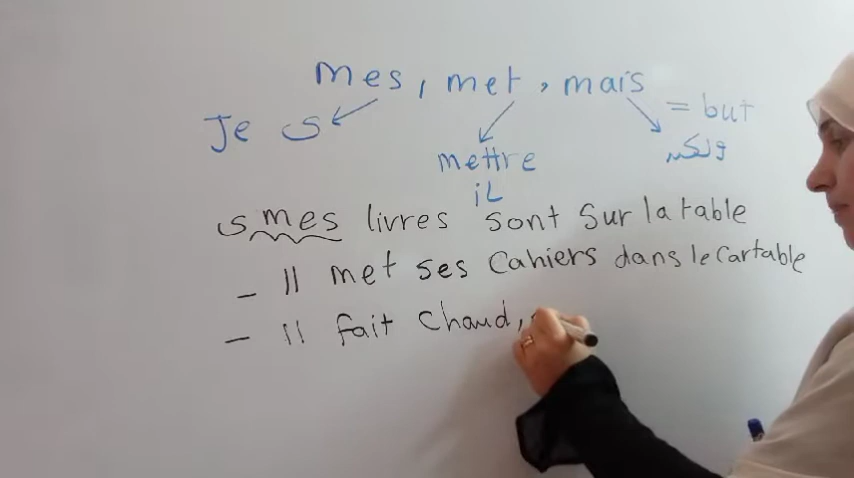 mes, met, mais
Je ى = but
mettre ولكن
il
ى mes livres sont sur la table
- Il met ses cahiers dans le cartable
- Il fait chaud,